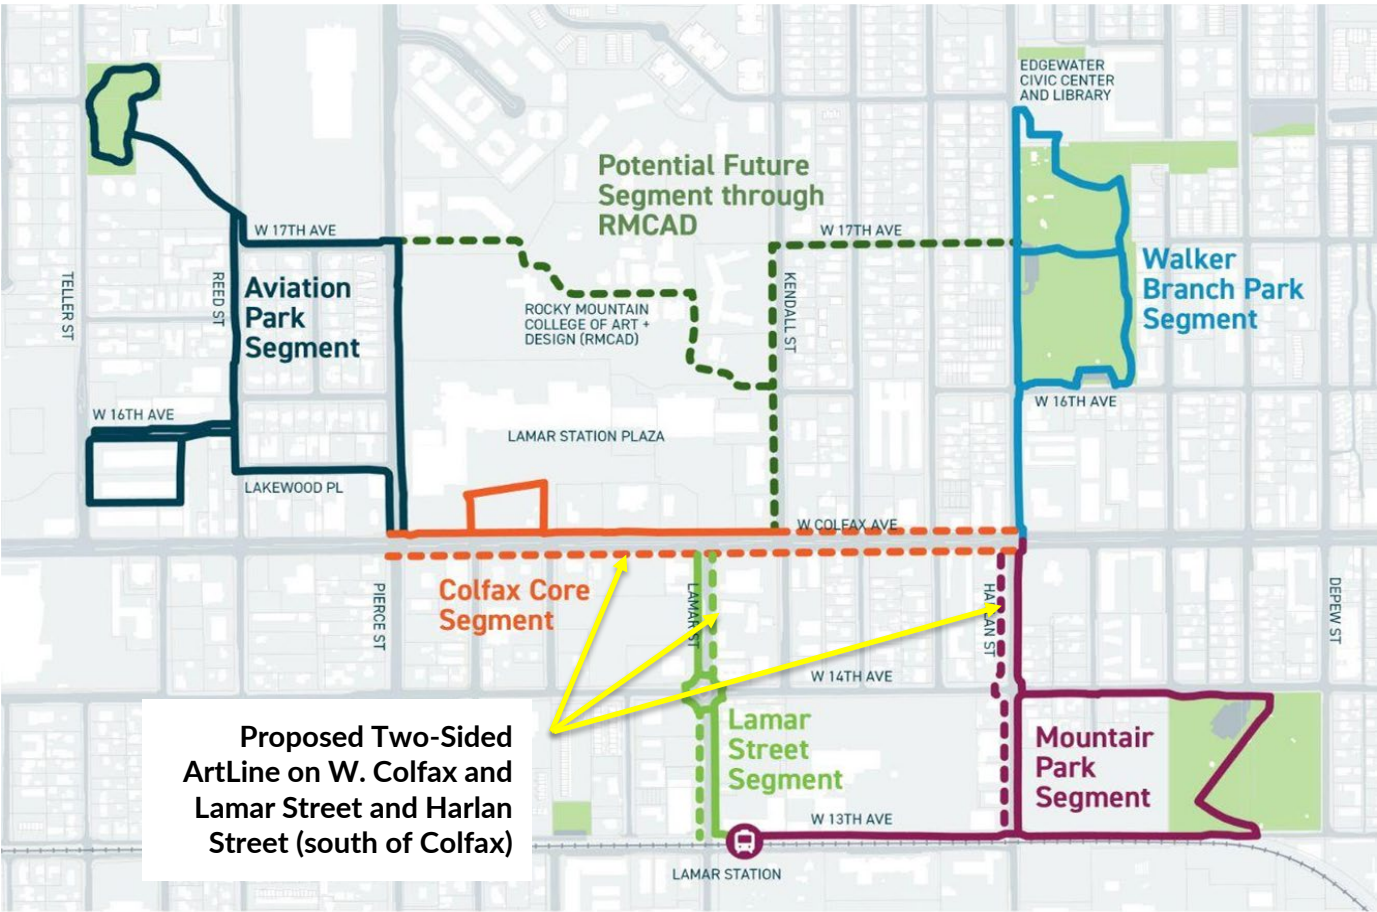 EDGEWATER
CIVIC CENTER
AND LIBRARY
Potential Future
Segment through
RMCAD
W 17TH AVE
W 17TH AVE
TELLER ST
REED ST
Aviation
Park
Segment
ROCKY MOUNTAIN
COLLEGE OF ART +
DESIGN (RMCAD)
KENDALL ST
Walker
Branch Park
Segment
W 16TH AVE
W 16TH AVE
LAMAR STATION PLAZA
LAKEWOOD PL
W COLFAX AVE
Colfax Core
Segment
PIERCE ST
LAMAR ST
HARLAN ST
DEPEW ST
W 14TH AVE
Proposed Two-Sided
ArtLine on W. Colfax and
Lamar Street and Harlan
Street (south of Colfax)
Lamar
Street
Segment
Mountair
Park
Segment
W 13TH AVE
LAMAR STATION